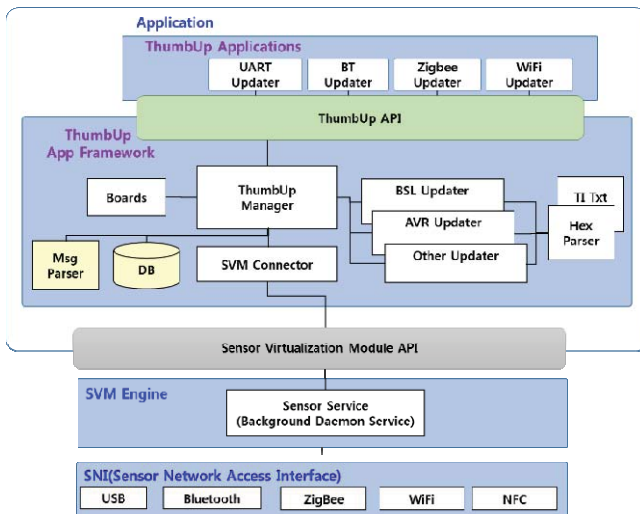 Application
ThumbUp Applications
UART
Updater
BT
Updater
Zigbee
Updater
WiFi
Updater
ThumbUp API
ThumbUp
App Framework
Boards
ThumbUp
Manager
BSL Updater
AVR Updater
Other Updater
TI Txt
Hex
Parser
Msg
Parser
DB
SVM Connector
Sensor Virtualization Module API
SVM Engine
Sensor Service
(Background Daemon Service)
SNI(Sensor Network Access Interface)
USB
Bluetooth
ZigBee
WiFi
NFC